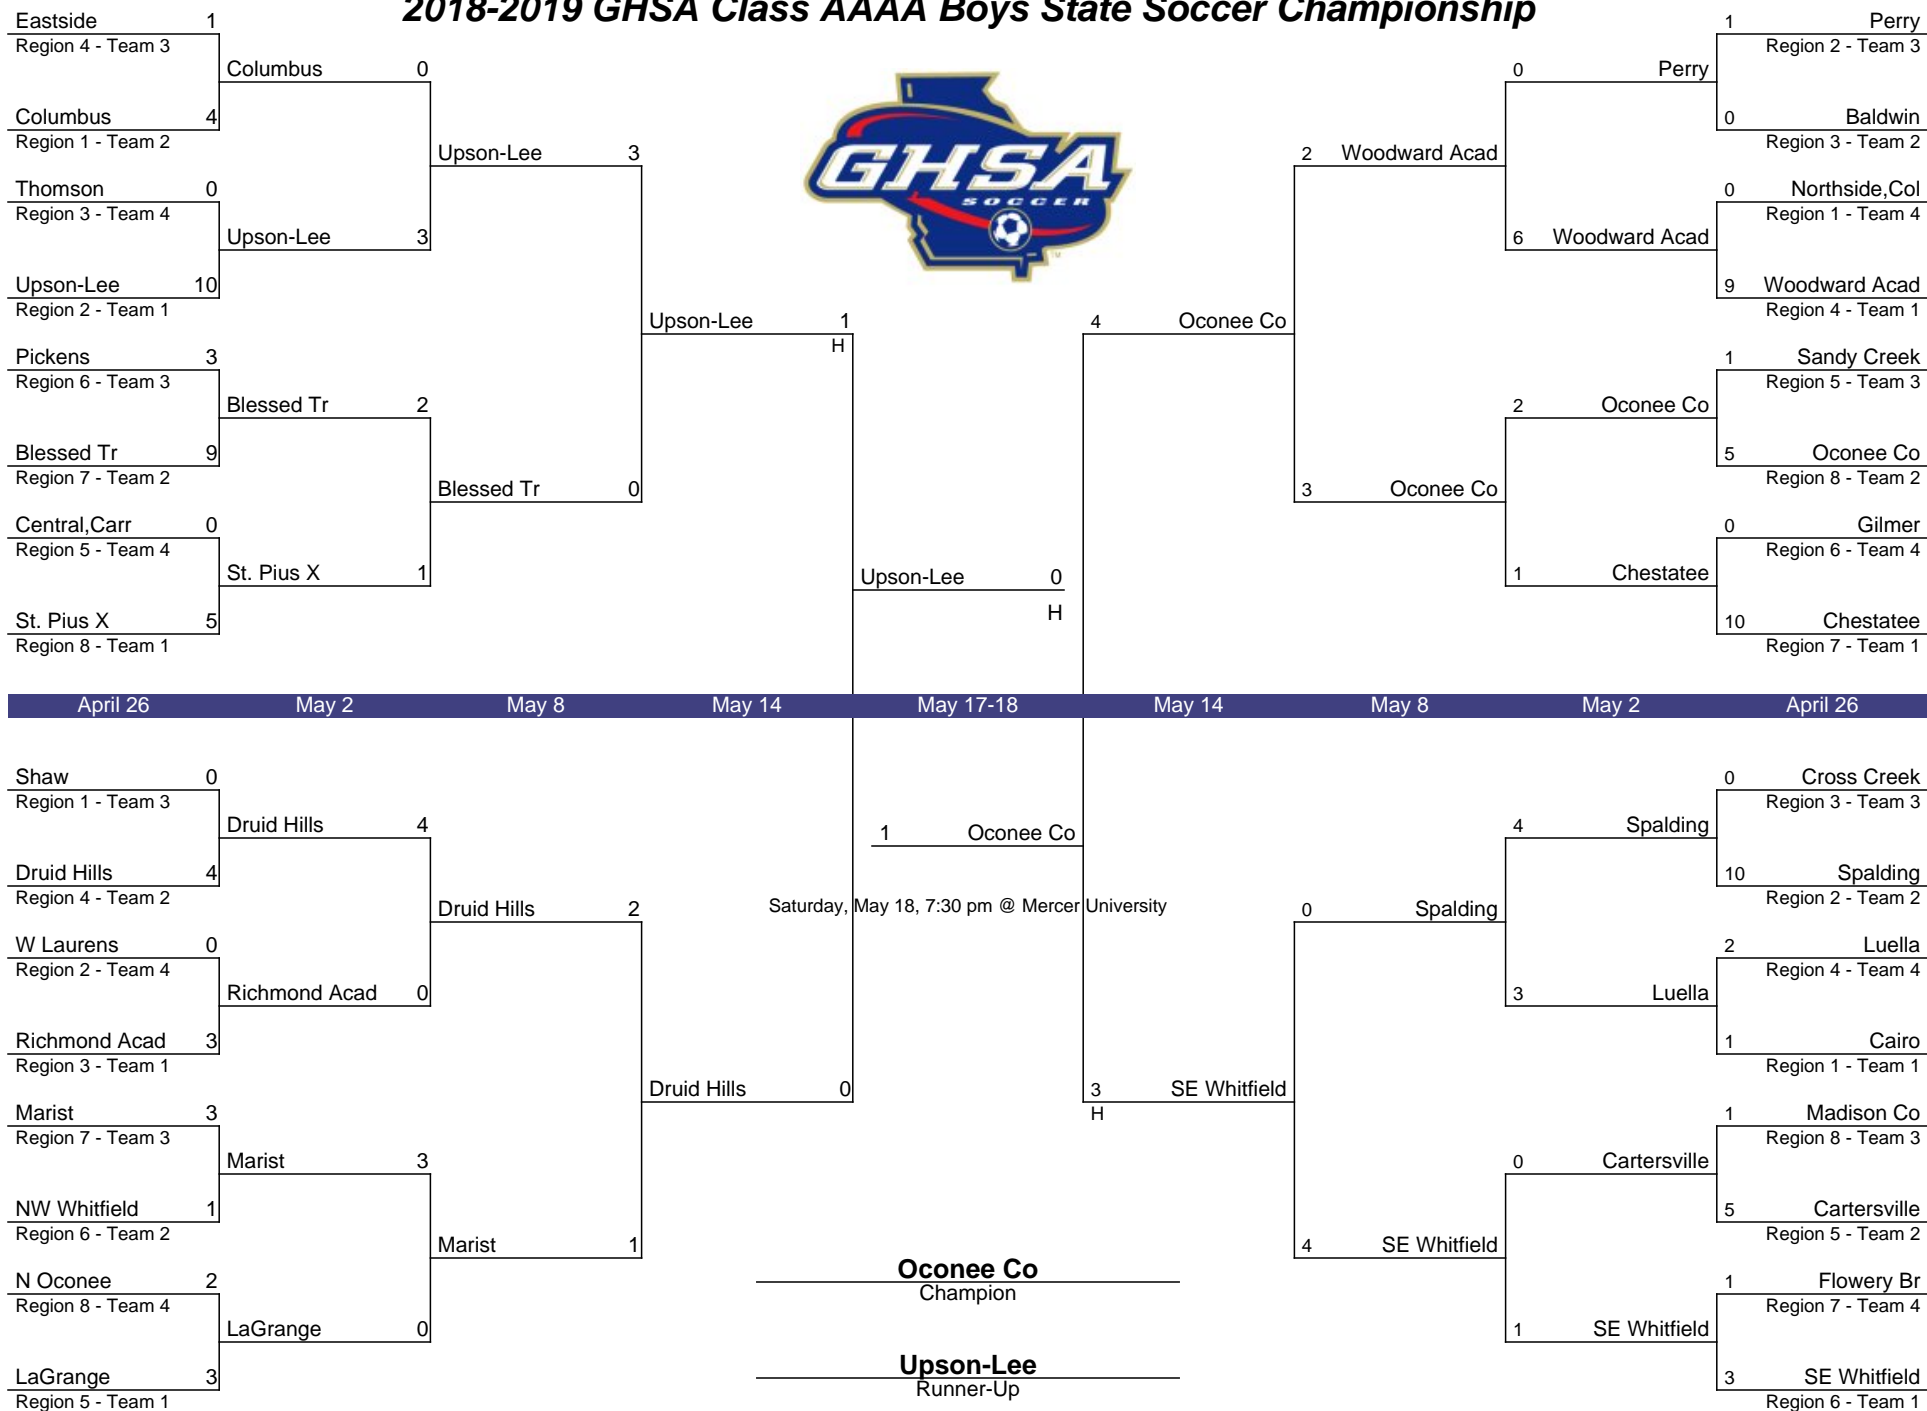 2018-2019 GHSA Class AAAA Boys State Soccer Championship
Eastside 1
Region 4 - Team 3
Columbus 0
Columbus 4
Region 1 - Team 2
Upson-Lee 3
Thomson 0
Region 3 - Team 4
Upson-Lee 3
Upson-Lee 10
Region 2 - Team 1
Upson-Lee 1
H
Pickens 3
Region 6 - Team 3
Blessed Tr 2
Blessed Tr 9
Region 7 - Team 2
Blessed Tr 0
Central,Carr 0
Region 5 - Team 4
St. Pius X 1
St. Pius X 5
Region 8 - Team 1
Upson-Lee 0
H
GHSA
SOCCER
TM
1 Perry
Region 2 - Team 3
0 Perry
0 Baldwin
Region 3 - Team 2
2 Woodward Acad
0 Northside,Col
Region 1 - Team 4
6 Woodward Acad
9 Woodward Acad
Region 4 - Team 1
4 Oconee Co
1 Sandy Creek
Region 5 - Team 3
2 Oconee Co
5 Oconee Co
Region 8 - Team 2
3 Oconee Co
0 Gilmer
Region 6 - Team 4
1 Chestatee
10 Chestatee
Region 7 - Team 1
April 26 May 2 May 8 May 14 May 17-18 May 14 May 8 May 2 April 26
Shaw 0
Region 1 - Team 3
Druid Hills 4
Druid Hills 4
Region 4 - Team 2
Druid Hills 2
W Laurens 0
Region 2 - Team 4
Richmond Acad 0
Richmond Acad 3
Region 3 - Team 1
Druid Hills 0
Marist 3
Region 7 - Team 3
Marist 3
NW Whitfield 1
Region 6 - Team 2
Marist 1
N Oconee 2
Region 8 - Team 4
LaGrange 0
LaGrange 3
Region 5 - Team 1
1 Oconee Co
Saturday, May 18, 7:30 pm @ Mercer University
0 Cross Creek
Region 3 - Team 3
4 Spalding
10 Spalding
Region 2 - Team 2
0 Spalding
2 Luella
Region 4 - Team 4
3 Luella
1 Cairo
Region 1 - Team 1
3 SE Whitfield
H
1 Madison Co
Region 8 - Team 3
0 Cartersville
5 Cartersville
Region 5 - Team 2
4 SE Whitfield
1 Flowery Br
Region 7 - Team 4
1 SE Whitfield
3 SE Whitfield
Region 6 - Team 1
Oconee Co
Champion
Upson-Lee
Runner-Up